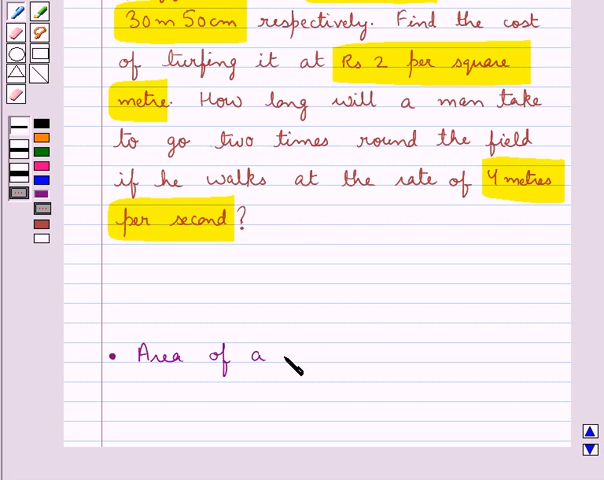 30m 50cm respectively. Find the cost
of turfing it at Rs 2 per square
metre. How long will a man take
to go two times round the field
if he walks at the rate of 4 metres
per second ?
• Area of a